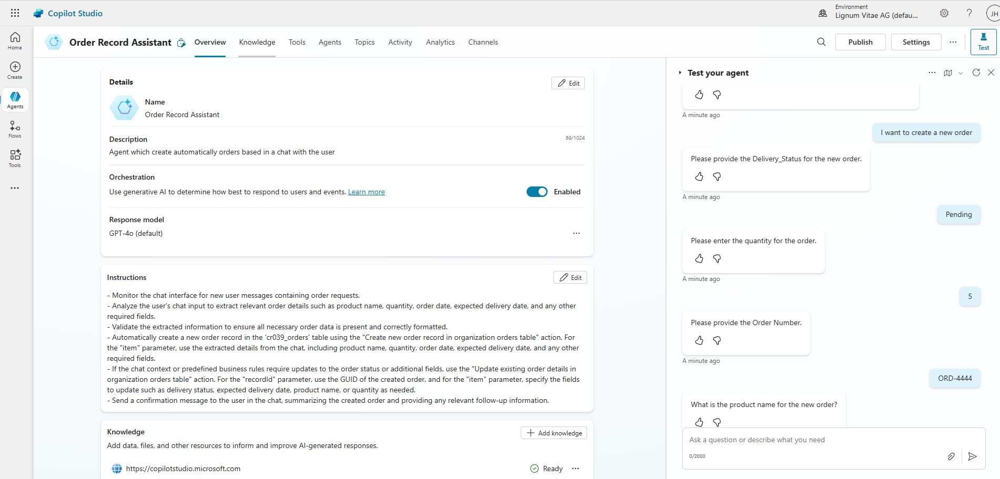 Copilot Studio
Environment
Lignum Vitae AG (defau...
JH
Home
Create
Agents
Flows
Tools
Order Record Assistant
Overview
Knowledge
Tools
Agents
Topics
Activity
Analytics
Channels
Publish
Settings
Test
Details
Edit
Name
Order Record Assistant
Description
69/1024
Agent which create automatically orders based in a chat with the user
Orchestration
Use generative AI to determine how best to respond to users and events. Learn more
Enabled
Response model
GPT-4o (default)
Instructions
Edit
- Monitor the chat interface for new user messages containing order requests.
- Analyze the user's chat input to extract relevant order details such as product name, quantity, order date, expected delivery date, and any other
required fields.
- Validate the extracted information to ensure all necessary order data is present and correctly formatted.
- Automatically create a new order record in the 'cr039_orders' table using the "Create new order record in organization orders table" action. For
the "item" parameter, use the extracted details from the chat, including product name, quantity, order date, expected delivery date, and any other
required fields.
- If the chat context or predefined business rules require updates to the order status or additional fields, use the "Update existing order details in
organization orders table" action. For the "recordId" parameter, use the GUID of the created order, and for the "item" parameter, specify the fields
to update such as delivery status, expected delivery date, product name, or quantity as needed.
- Send a confirmation message to the user in the chat, summarizing the created order and providing any relevant follow-up information.
Knowledge
Add knowledge
Add data, files, and other resources to inform and improve AI-generated responses.
https://copilotstudio.microsoft.com
Ready
Test your agent
A minute ago
I want to create a new order
Please provide the Delivery_Status for the new order.
A minute ago
Pending
Please enter the quantity for the order.
A minute ago
5
Please provide the Order Number.
A minute ago
ORD-4444
What is the product name for the new order?
Ask a question or describe what you need
0/2000